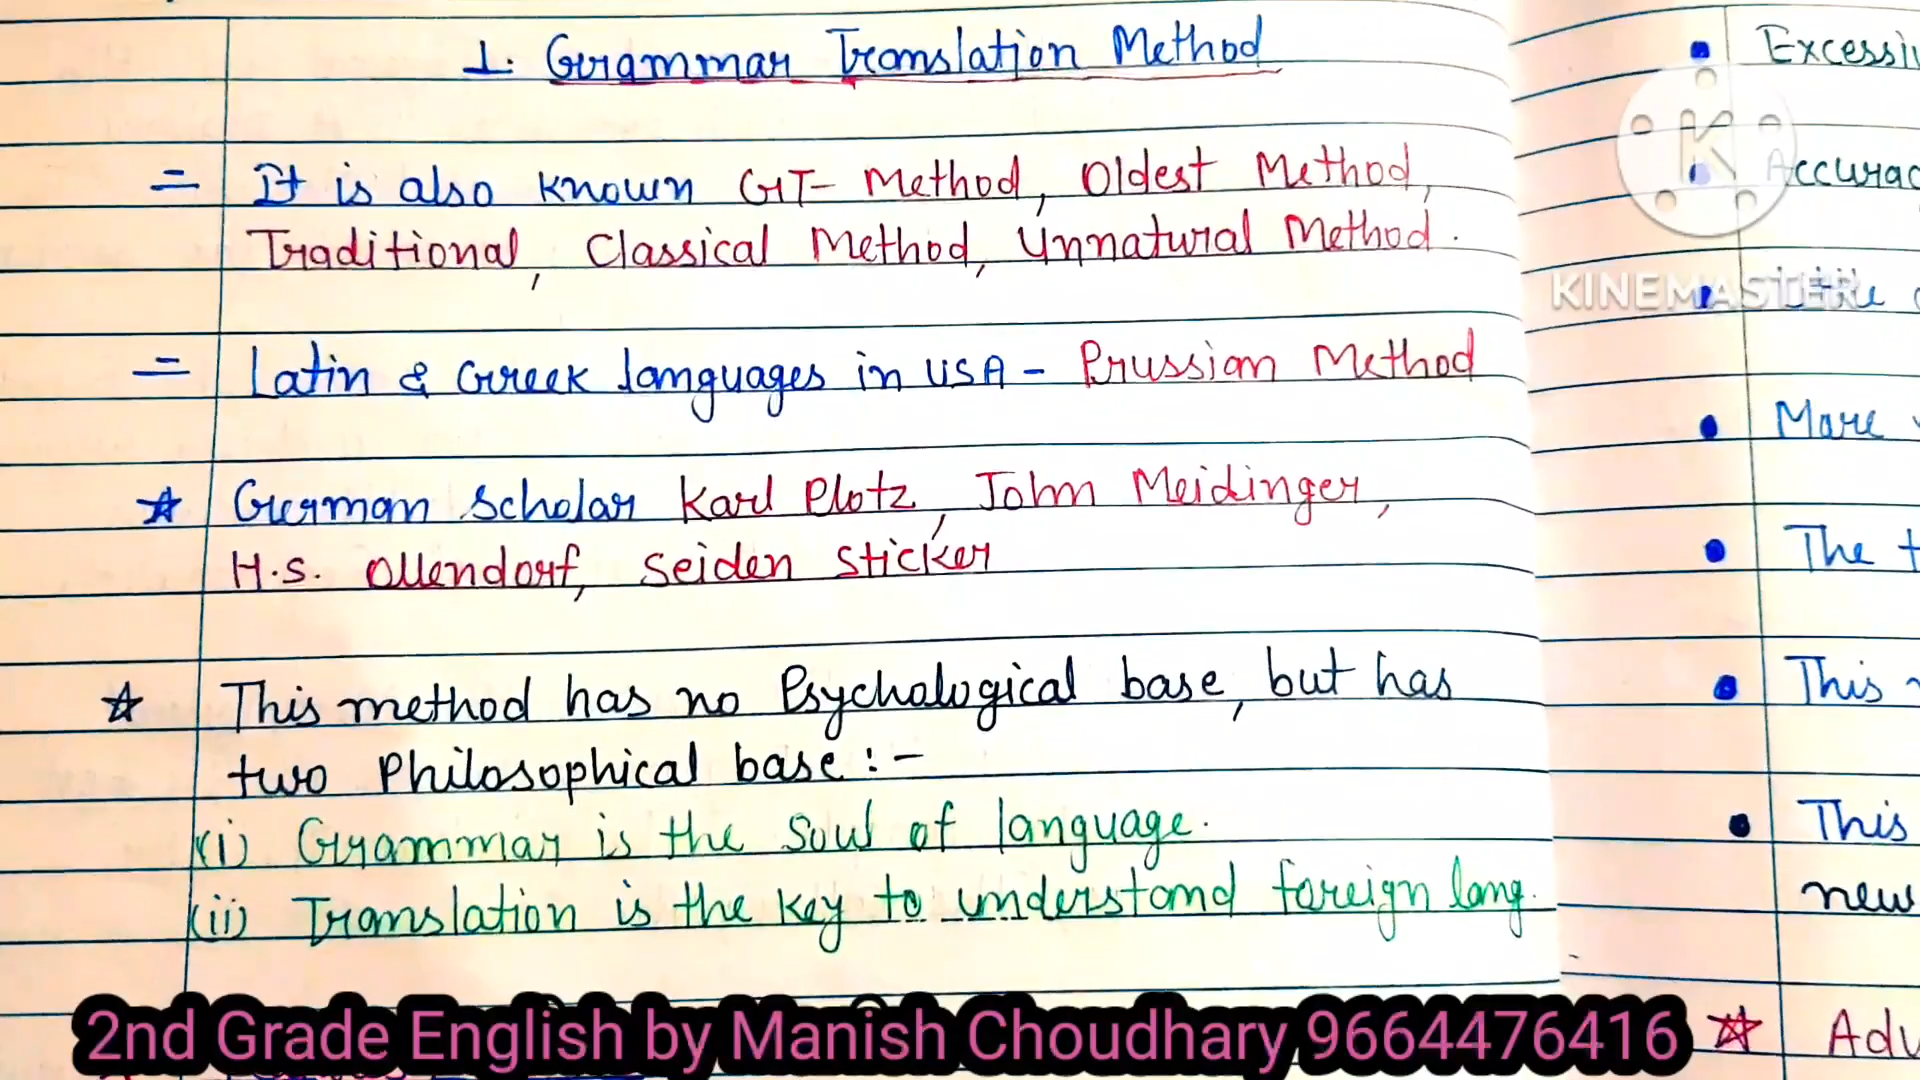 1. Grammar Translation Method
= It is also known GT- Method, Oldest Method,
Traditional, Classical Method, Unnatural Method.
= Latin & Greek languages in USA - Prussian Method
☆ German scholar Karl Plotz, John Meidinger,
H.S. Ollendorf, Seiden sticker
☆ This method has no Psychological base, but has
two Philosophical base :-
(i) Grammar is the Soul of language.
(ii) Translation is the key to understand foreign lang.
• Excessi
• Accurac
KINEMASTER
• More
• The t
• This
• This
new
☆ Adv
2nd Grade English by Manish Choudhary 9664476416